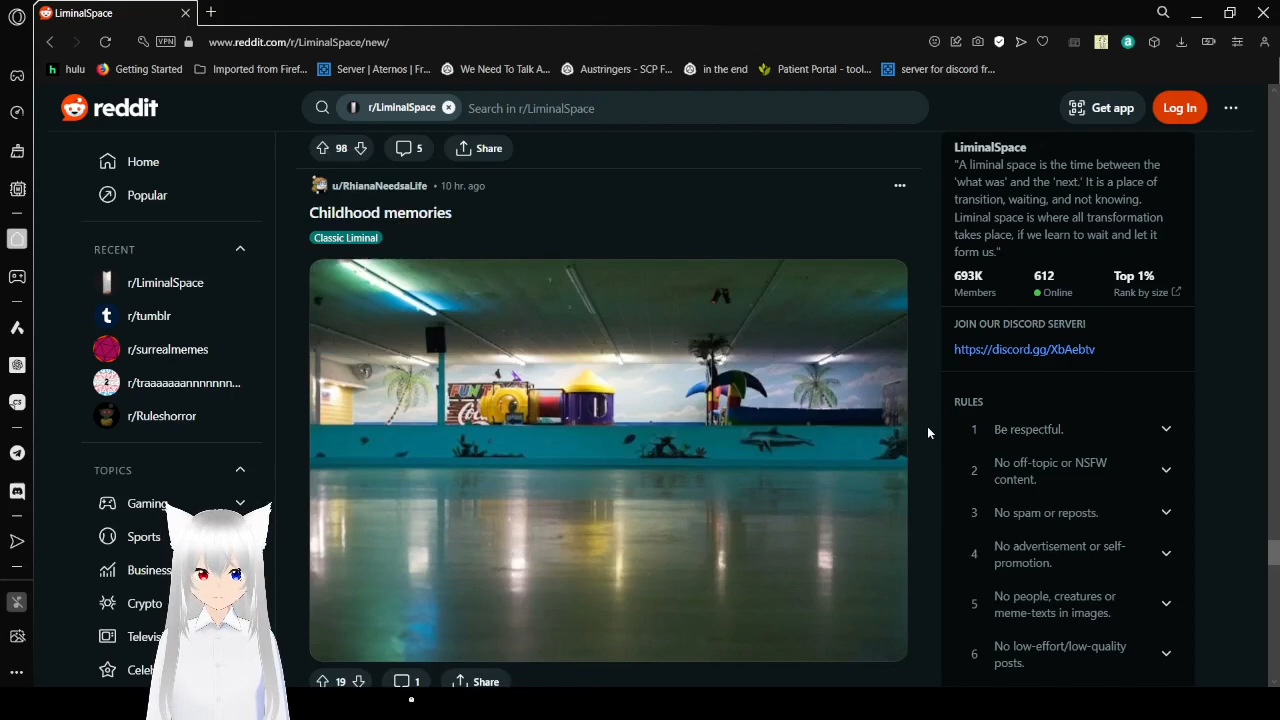 LiminalSpace
VPN
www.reddit.com/r/LiminalSpace/new/
hulu
Getting Started
Imported from Firef...
Server | Aternos | Fr...
We Need To Talk A...
Austringers - SCP F...
in the end
Patient Portal - tool...
server for discord fr...
reddit
r/LiminalSpace
Search in r/LiminalSpace
Get app
Log In
Home
Popular
RECENT
r/LiminalSpace
r/tumblr
r/surrealmemes
r/traaaaaaannnnnnn...
r/Ruleshorror
TOPICS
Gaming
Sports
Business
Crypto
Televisi
Celeb
98
5
Share
u/RhianaNeedsaLife • 10 hr. ago
Childhood memories
Classic Liminal
FUN
19
1
Share
LiminalSpace
"A liminal space is the time between the
'what was' and the 'next.' It is a place of
transition, waiting, and not knowing.
Liminal space is where all transformation
takes place, if we learn to wait and let it
form us."
693K
612
Top 1%
Members
Online
Rank by size
JOIN OUR DISCORD SERVER!
https://discord.gg/XbAebtv
RULES
1 Be respectful.
2 No off-topic or NSFW
content.
3 No spam or reposts.
4 No advertisement or self-
promotion.
5 No people, creatures or
meme-texts in images.
6 No low-effort/low-quality
posts.